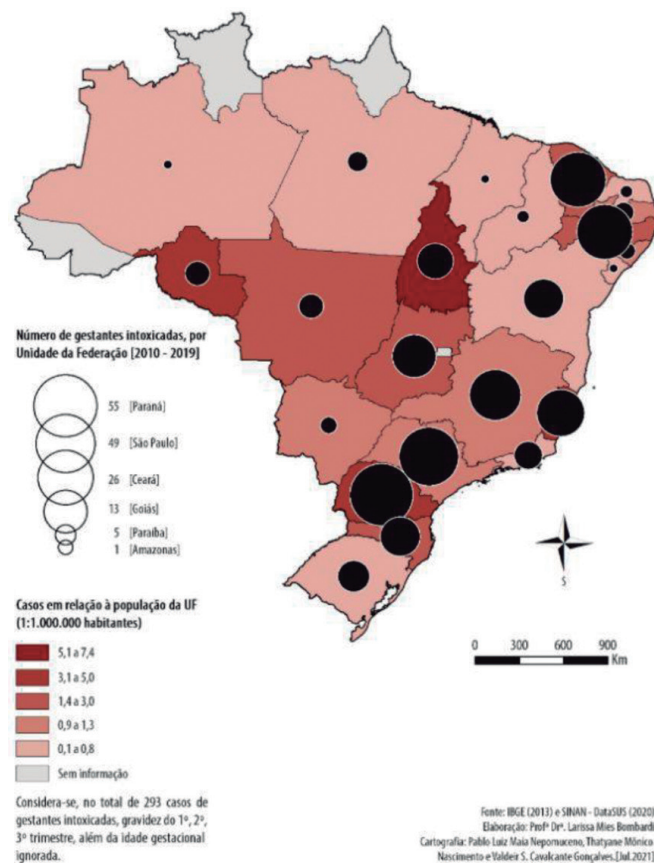 Número de gestantes intoxicadas, por
Unidade da Federação [2010 - 2019]
55 [Paraná]
49 [São Paulo]
26 [Ceará]
13 [Goiás]
5 [Paraíba]
1 [Amazonas]
S
Casos em relação à população da UF
(1:1.000.000 habitantes)
5,1 a 7,4
3,1 a 5,0
1,4 a 3,0
0,9 a 1,3
0,1 a 0,8
Sem informação
0 300 600 900
Km
Considera-se, no total de 293 casos de
gestantes intoxicadas, gravidez do 1º, 2º,
3º trimestre, além da idade gestacional
ignorada.
Fonte: IBGE (2013) e SINAN - DataSUS (2020)
Elaboração: Profª Drª. Larissa Mies Bombardi
Cartografia: Pablo Luiz Maia Nepomuceno, Thatyane Mônico
Nascimento e Valdeir S. Cavalcante Gonçalves.[Jul.2021]